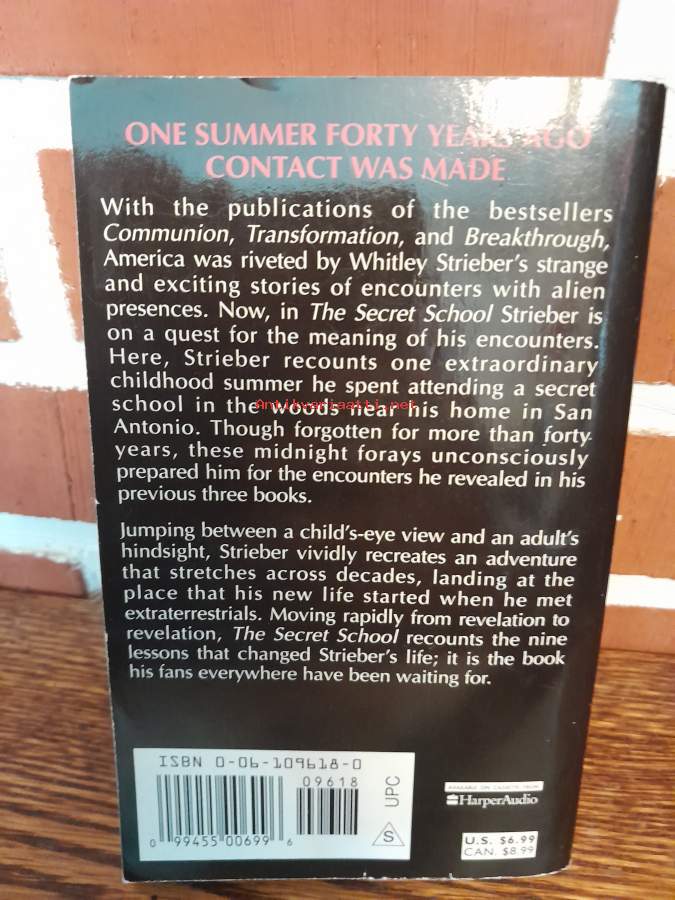 ONE SUMMER FORTY YEARS AGO
CONTACT WAS MADE
With the publications of the bestsellers
Communion, Transformation, and Breakthrough,
America was riveted by Whitley Strieber's strange
and exciting stories of encounters with alien
presences. Now, in The Secret School Strieber is
on a quest for the meaning of his encounters.
Here, Strieber recounts one extraordinary
childhood summer he spent attending a secret
school in the woods near his home in San
Antikvariaatti.net
Antonio. Though forgotten for more than forty
years, these midnight forays unconsciously
prepared him for the encounters he revealed in his
previous three books.
Jumping between a child's-eye view and an adult's
hindsight, Strieber vividly recreates an adventure
that stretches across decades, landing at the
place that his new life started when he met
extraterrestrials. Moving rapidly from revelation to
revelation, The Secret School recounts the nine
lessons that changed Strieber's life; it is the book
his fans everywhere have been waiting for.
ISBN 0-06-109618-0
09618
0 99455 00699 6
UPC
S
AVAILABLE ON CASSETTE FROM
HarperAudio
U.S. $6.99
CAN. $8.99